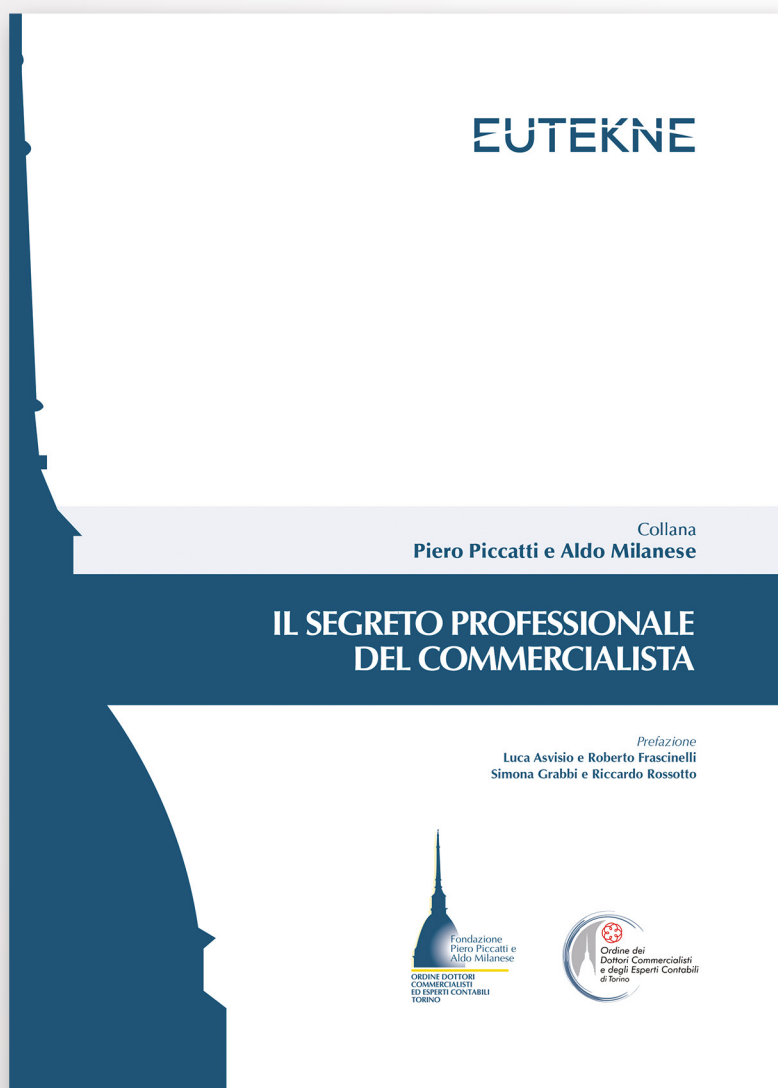 EUTEKNE
Collana
Piero Piccatti e Aldo Milanese
IL SEGRETO PROFESSIONALE
DEL COMMERCIALISTA
Prefazione
Luca Asvisio e Roberto Frascinelli
Simona Grabbi e Riccardo Rossotto
Fondazione
Piero Piccatti e
Aldo Milanese
ORDINE DOTTORI
COMMERCIALISTI
ED ESPERTI CONTABILI
TORINO
Ordine dei
Dottori Commercialisti
e degli Esperti Contabili
di Torino